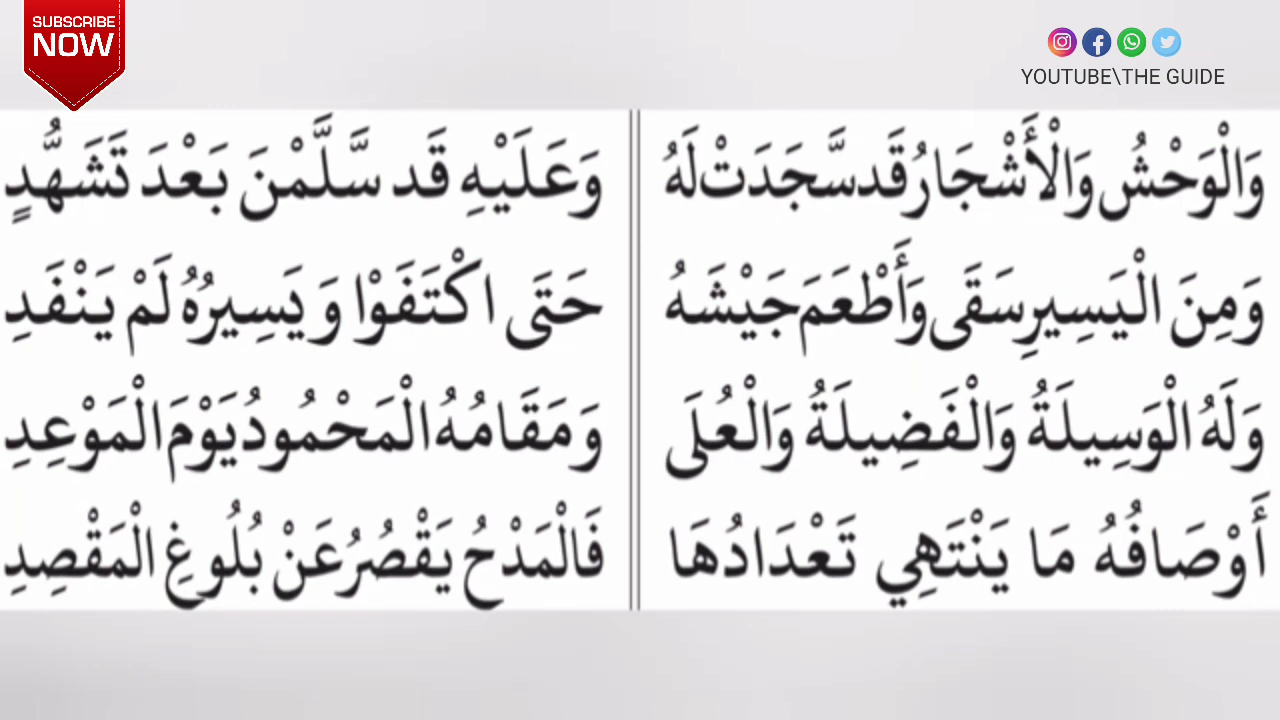 SUBSCRIBE
NOW
YOUTUBE\THE GUIDE
وَالْوَحْشُ وَالْأَشْجَارُ قَد سَّجَدَتْ لَهُ وَعَلَيْهِ قَد سَّلَّمْنَ بَعْدَ تَشَهُّدٍ
وَمِنَ الْيَسِيرِ سَقَى وَأَطْعَمَ جَيْشَهُ حَتَى اكْتَفَوْا وَيَسِيرُهُ لَمْ يَنْفَدِ
وَلَهُ الْوَسِيلَةُ وَالْفَضِيلَةُ وَالْعُلَى وَمَقَامُهُ الْمَحْمُودُ يَوْمَ الْمَوْعِدِ
أَوْصَافُهُ مَا يَنْتَهِي تَعْدَادُهَا فَالْمَدْحُ يَقْصُرُ عَنْ بُلُوغِ الْمَقْصِدِ